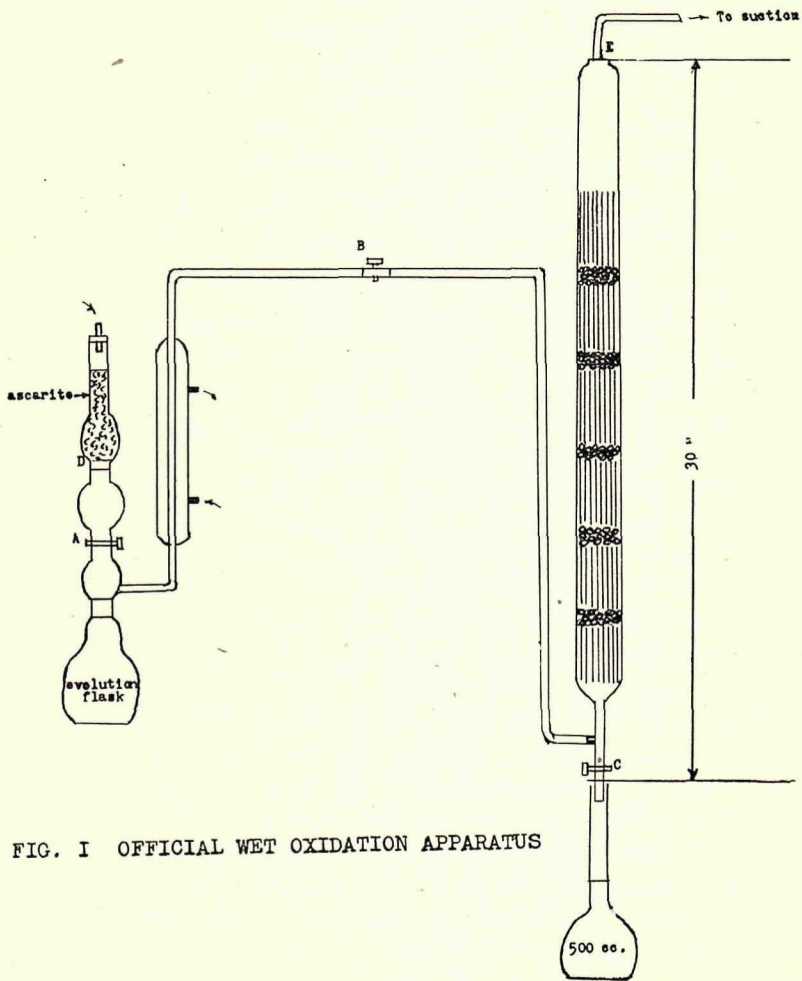 To suction
E
B
ascarite
D
A
evolution
flask
30"
C
FIG. I OFFICIAL WET OXIDATION APPARATUS
500 cc.